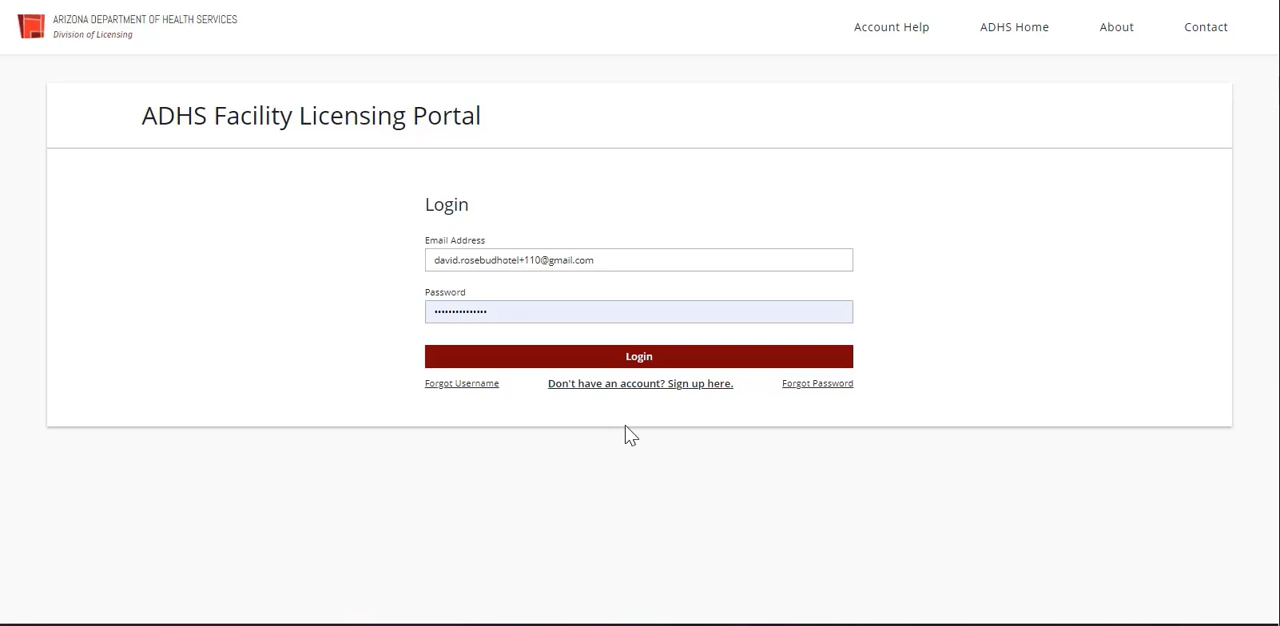 ARIZONA DEPARTMENT OF HEALTH SERVICES
Division of Licensing
Account Help
ADHS Home
About
Contact
ADHS Facility Licensing Portal
Login
Email Address
david.rosebudhotel+110@gmail.com
Password
•••••••••••••••
Login
Forgot Username
Don't have an account? Sign up here.
Forgot Password